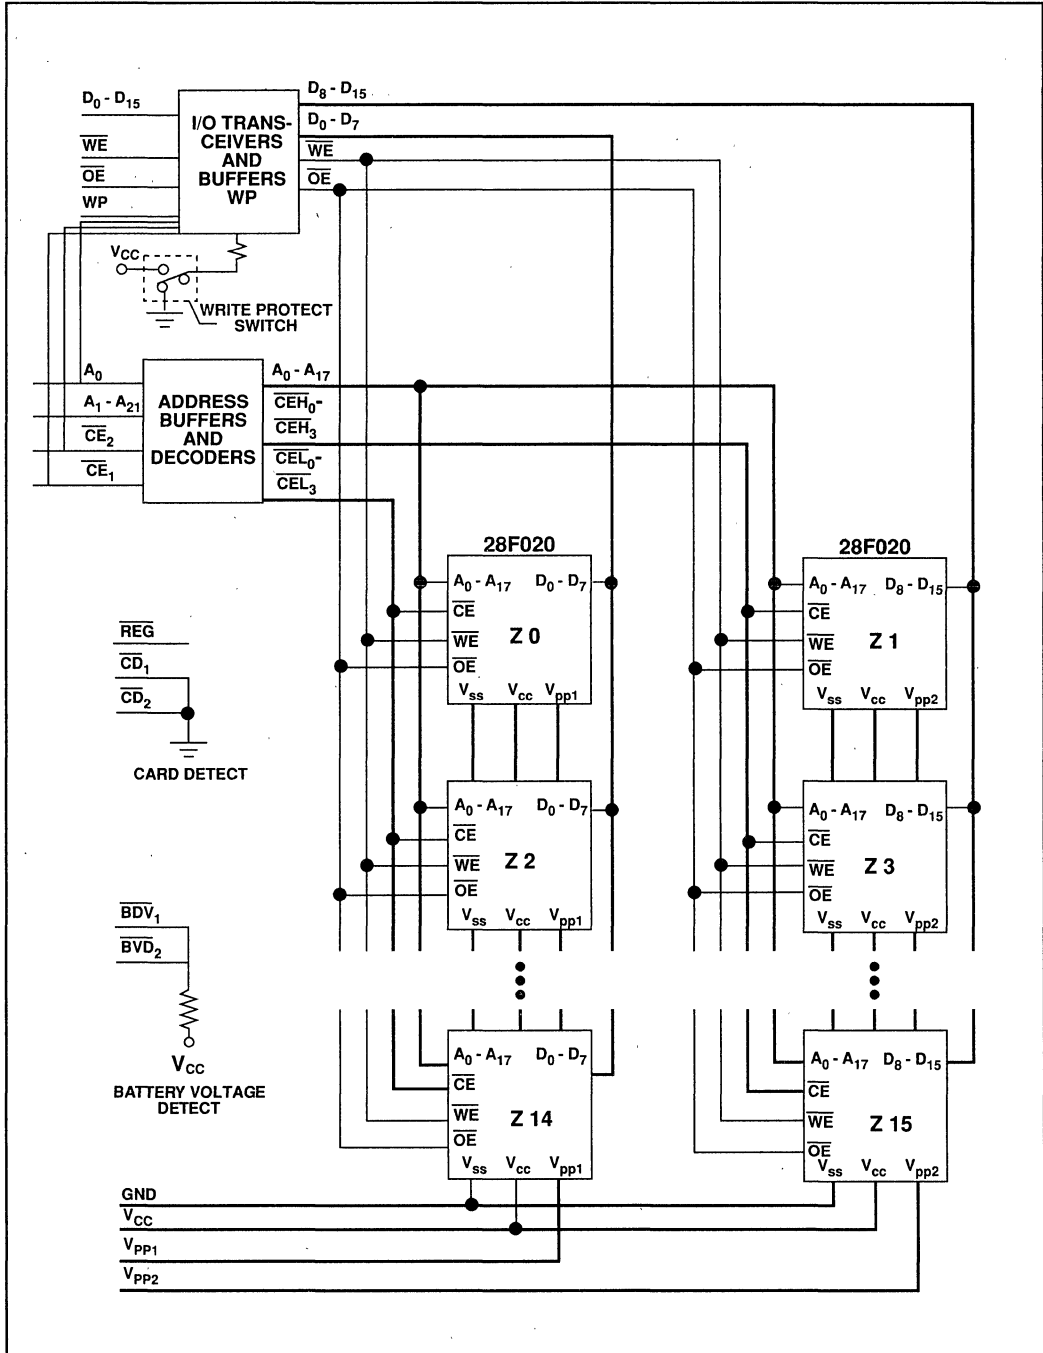 D0 - D15
WE
OE
WP
I/O TRANS-
CEIVERS
AND
BUFFERS
WP
D8 - D15
D0 - D7
WE
OE
VCC
WRITE PROTECT
SWITCH
A0
A1 - A21
CE2
CE1
ADDRESS
BUFFERS
AND
DECODERS
A0 - A17
CEH0-
CEH3
CEL0-
CEL3
28F020
A0 - A17 D0 - D7
CE
WE
OE
Z 0
Vss Vcc Vpp1
28F020
A0 - A17 D8 - D15
CE
WE
OE
Z 1
Vss Vcc Vpp2
REG
CD1
CD2
CARD DETECT
A0 - A17 D0 - D7
CE
WE
OE
Z 2
Vss Vcc Vpp1
A0 - A17 D8 - D15
CE
WE
OE
Z 3
Vss Vcc Vpp2
BDV1
BVD2
VCC
BATTERY VOLTAGE
DETECT
A0 - A17 D0 - D7
CE
WE
OE
Z 14
Vss Vcc Vpp1
A0 - A17 D8 - D15
CE
WE
OE
Z 15
Vss Vcc Vpp2
GND
VCC
VPP1
VPP2